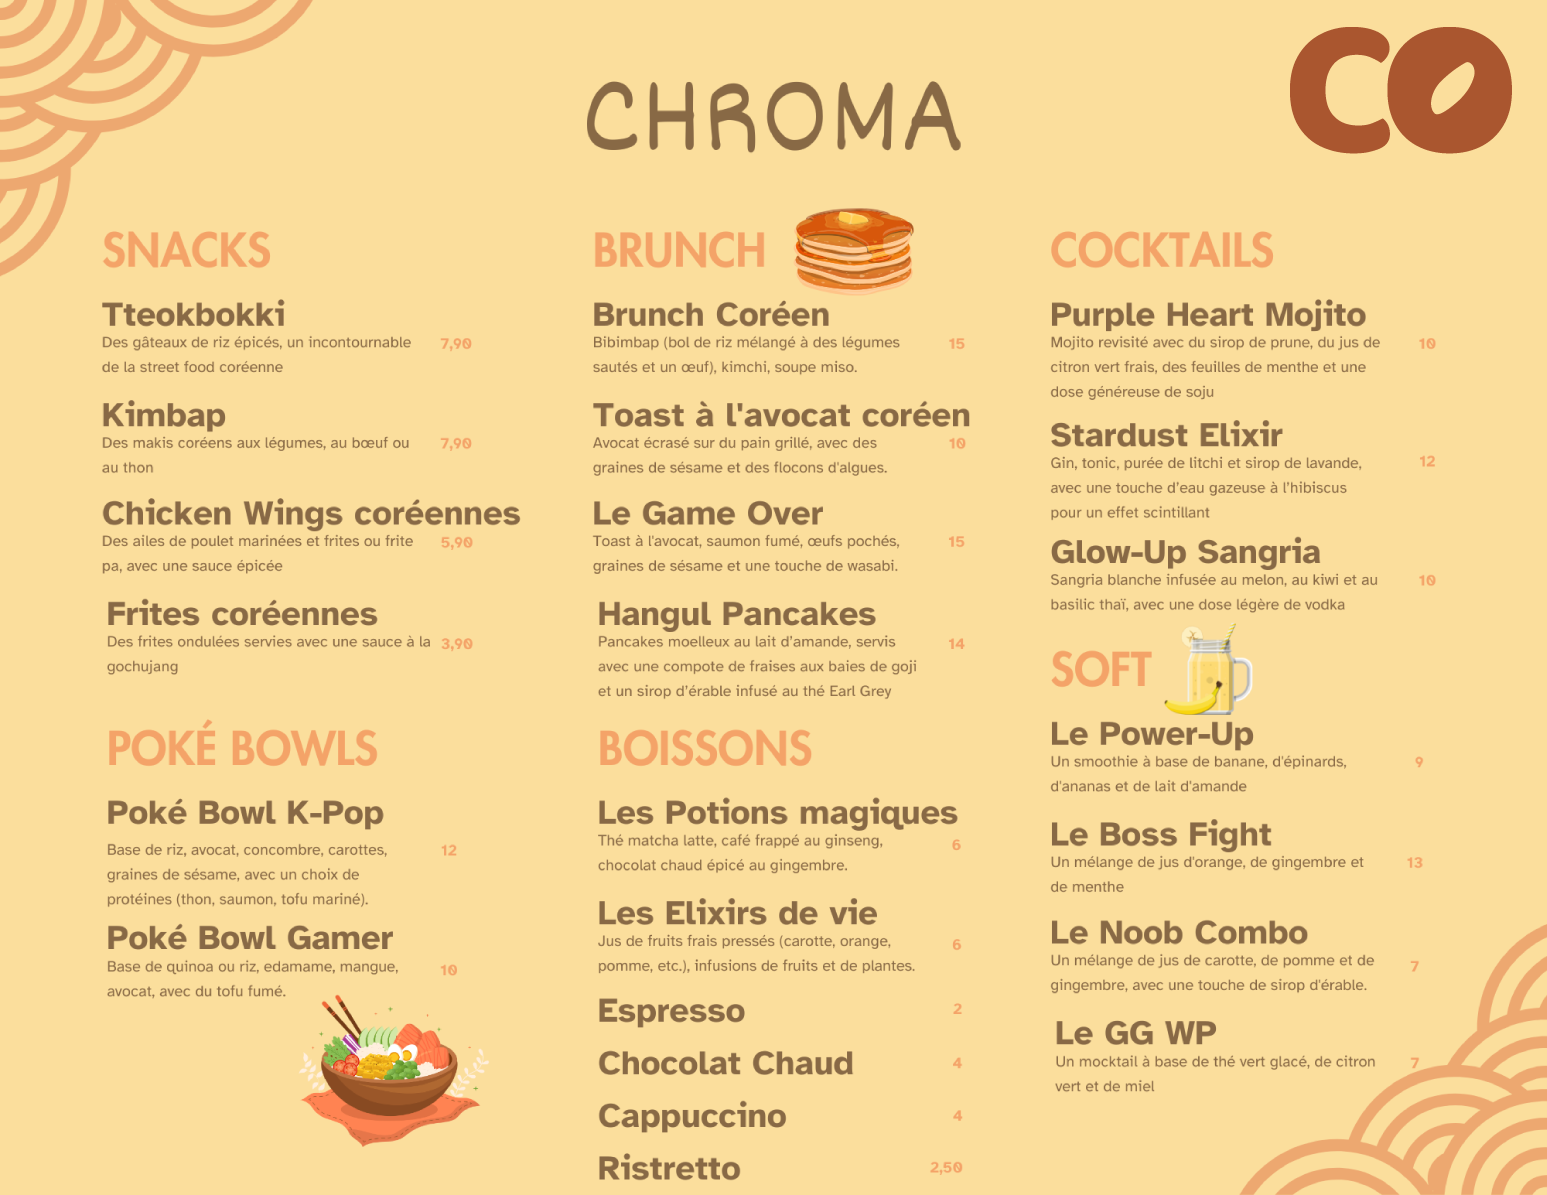 CHROMA
CO
SNACKS
Tteokbokki
Des gâteaux de riz épicés, un incontournable 7,90
de la street food coréenne
Kimbap
Des makis coréens aux légumes, au bœuf ou 7,90
au thon
Chicken Wings coréennes
Des ailes de poulet marinées et frites ou frite 5,90
pa, avec une sauce épicée
Frites coréennes
Des frites ondulées servies avec une sauce à la 3,90
gochujang
POKÉ BOWLS
Poké Bowl K-Pop
Base de riz, avocat, concombre, carottes, 12
graines de sésame, avec un choix de
protéines (thon, saumon, tofu mariné).
Poké Bowl Gamer
Base de quinoa ou riz, edamame, mangue, 10
avocat, avec du tofu fumé.
BRUNCH
Brunch Coréen
Bibimbap (bol de riz mélangé à des légumes 15
sautés et un œuf), kimchi, soupe miso.
Toast à l'avocat coréen
Avocat écrasé sur du pain grillé, avec des 10
graines de sésame et des flocons d'algues.
Le Game Over
Toast à l'avocat, saumon fumé, œufs pochés, 15
graines de sésame et une touche de wasabi.
Hangul Pancakes
Pancakes moelleux au lait d’amande, servis 14
avec une compote de fraises aux baies de goji
et un sirop d’érable infusé au thé Earl Grey
BOISSONS
Les Potions magiques
Thé matcha latte, café frappé au ginseng, 6
chocolat chaud épicé au gingembre.
Les Elixirs de vie
Jus de fruits frais pressés (carotte, orange, 6
pomme, etc.), infusions de fruits et de plantes.
Espresso 2
Chocolat Chaud 4
Cappuccino 4
Ristretto 2,50
COCKTAILS
Purple Heart Mojito
Mojito revisité avec du sirop de prune, du jus de 10
citron vert frais, des feuilles de menthe et une
dose généreuse de soju
Stardust Elixir
Gin, tonic, purée de litchi et sirop de lavande, 12
avec une touche d’eau gazeuse à l’hibiscus
pour un effet scintillant
Glow-Up Sangria
Sangria blanche infusée au melon, au kiwi et au 10
basilic thaï, avec une dose légère de vodka
SOFT
Le Power-Up
Un smoothie à base de banane, d'épinards, 9
d'ananas et de lait d'amande
Le Boss Fight
Un mélange de jus d'orange, de gingembre et 13
de menthe
Le Noob Combo
Un mélange de jus de carotte, de pomme et de 7
gingembre, avec une touche de sirop d'érable.
Le GG WP
Un mocktail à base de thé vert glacé, de citron 7
vert et de miel